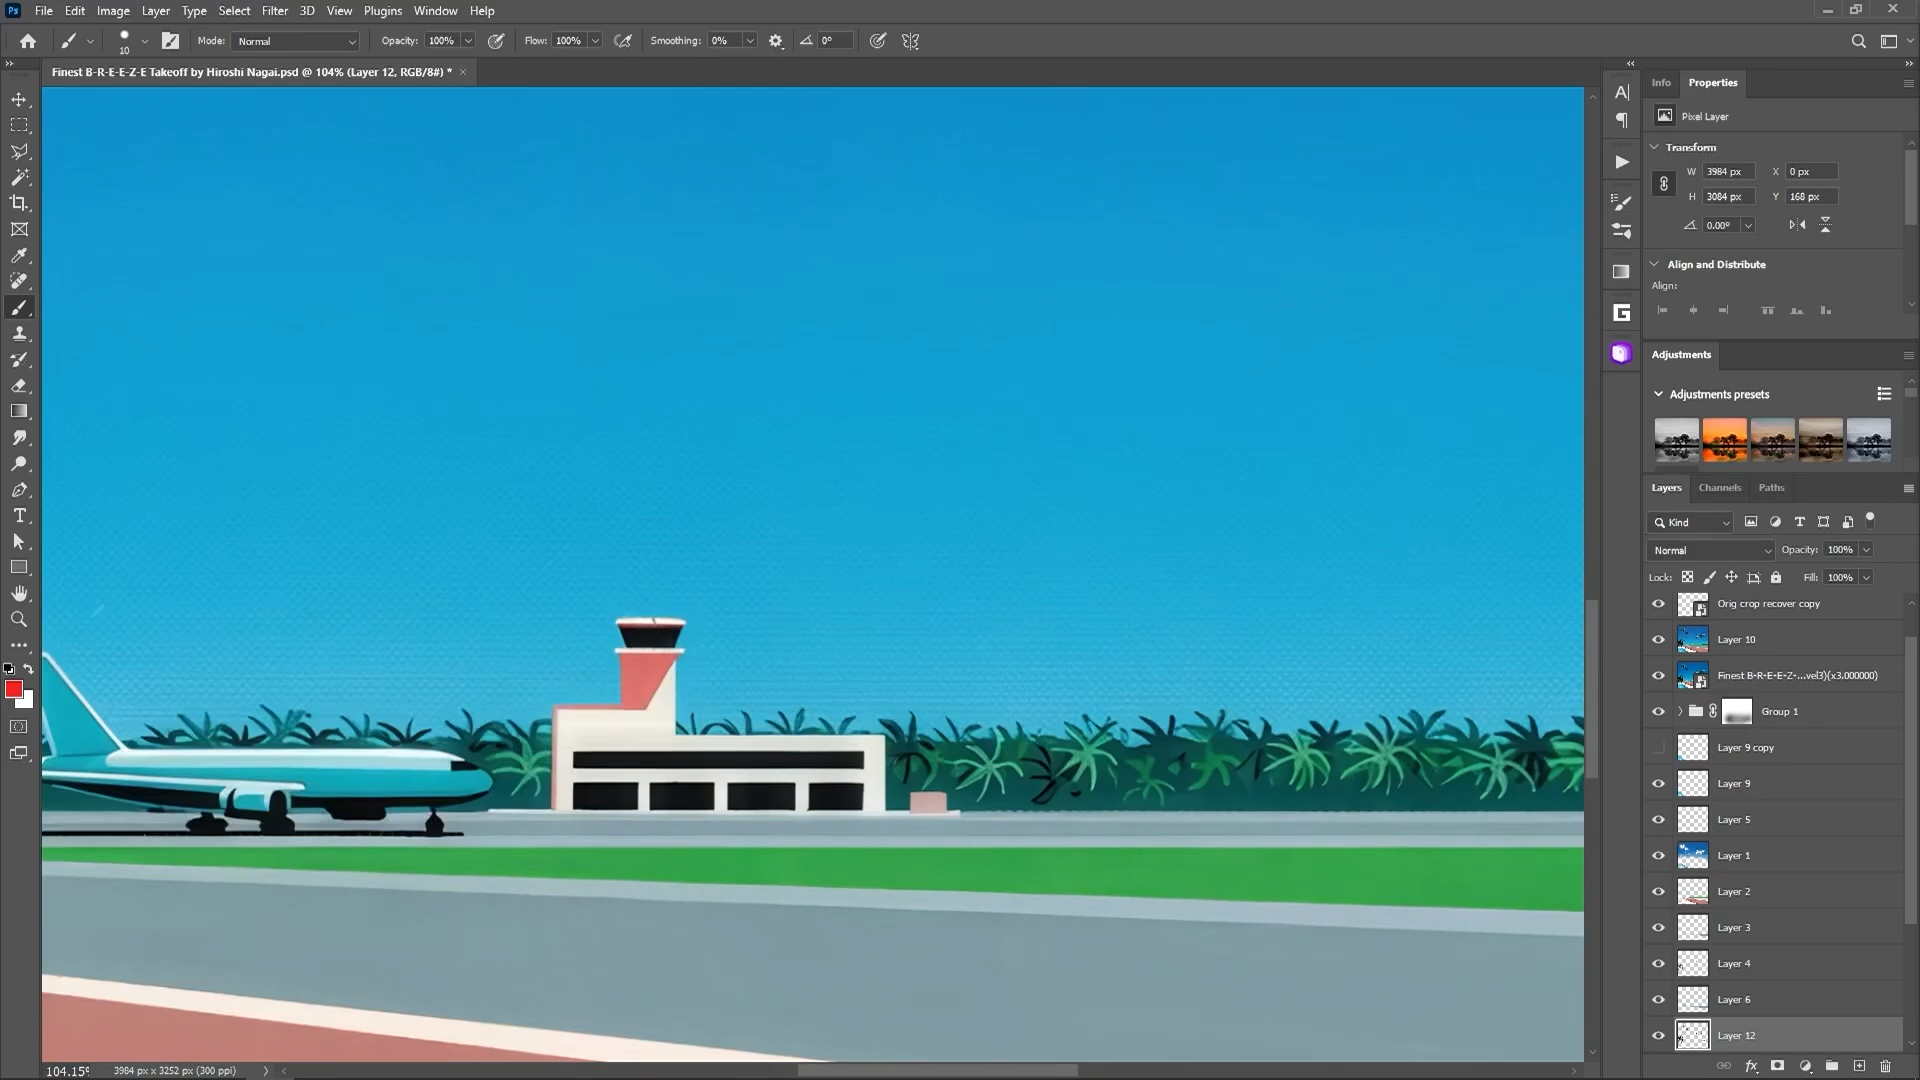 Ps File Edit Image Layer Type Select Filter 3D View Plugins Window Help
10 Mode: Normal Opacity: 100% Flow: 100% Smoothing: 0% 0°
Finest B-R-E-E-Z-E Takeoff by Hiroshi Nagai.psd @ 104% (Layer 12, RGB/8#) *
Info Properties
Pixel Layer
Transform
W 3984 px X 0 px
H 3084 px Y 168 px
0.00°
Align and Distribute
Align:
Adjustments
Adjustments presets
Layers Channels Paths
Kind
Normal Opacity: 100%
Lock: Fill: 100%
Orig crop recover copy
Layer 10
Finest B-R-E-E-Z-...vel3)(x3.000000)
Group 1
Layer 9 copy
Layer 9
Layer 5
Layer 1
Layer 2
Layer 3
Layer 4
Layer 6
Layer 12
104.15% 3984 px x 3252 px (300 ppi)